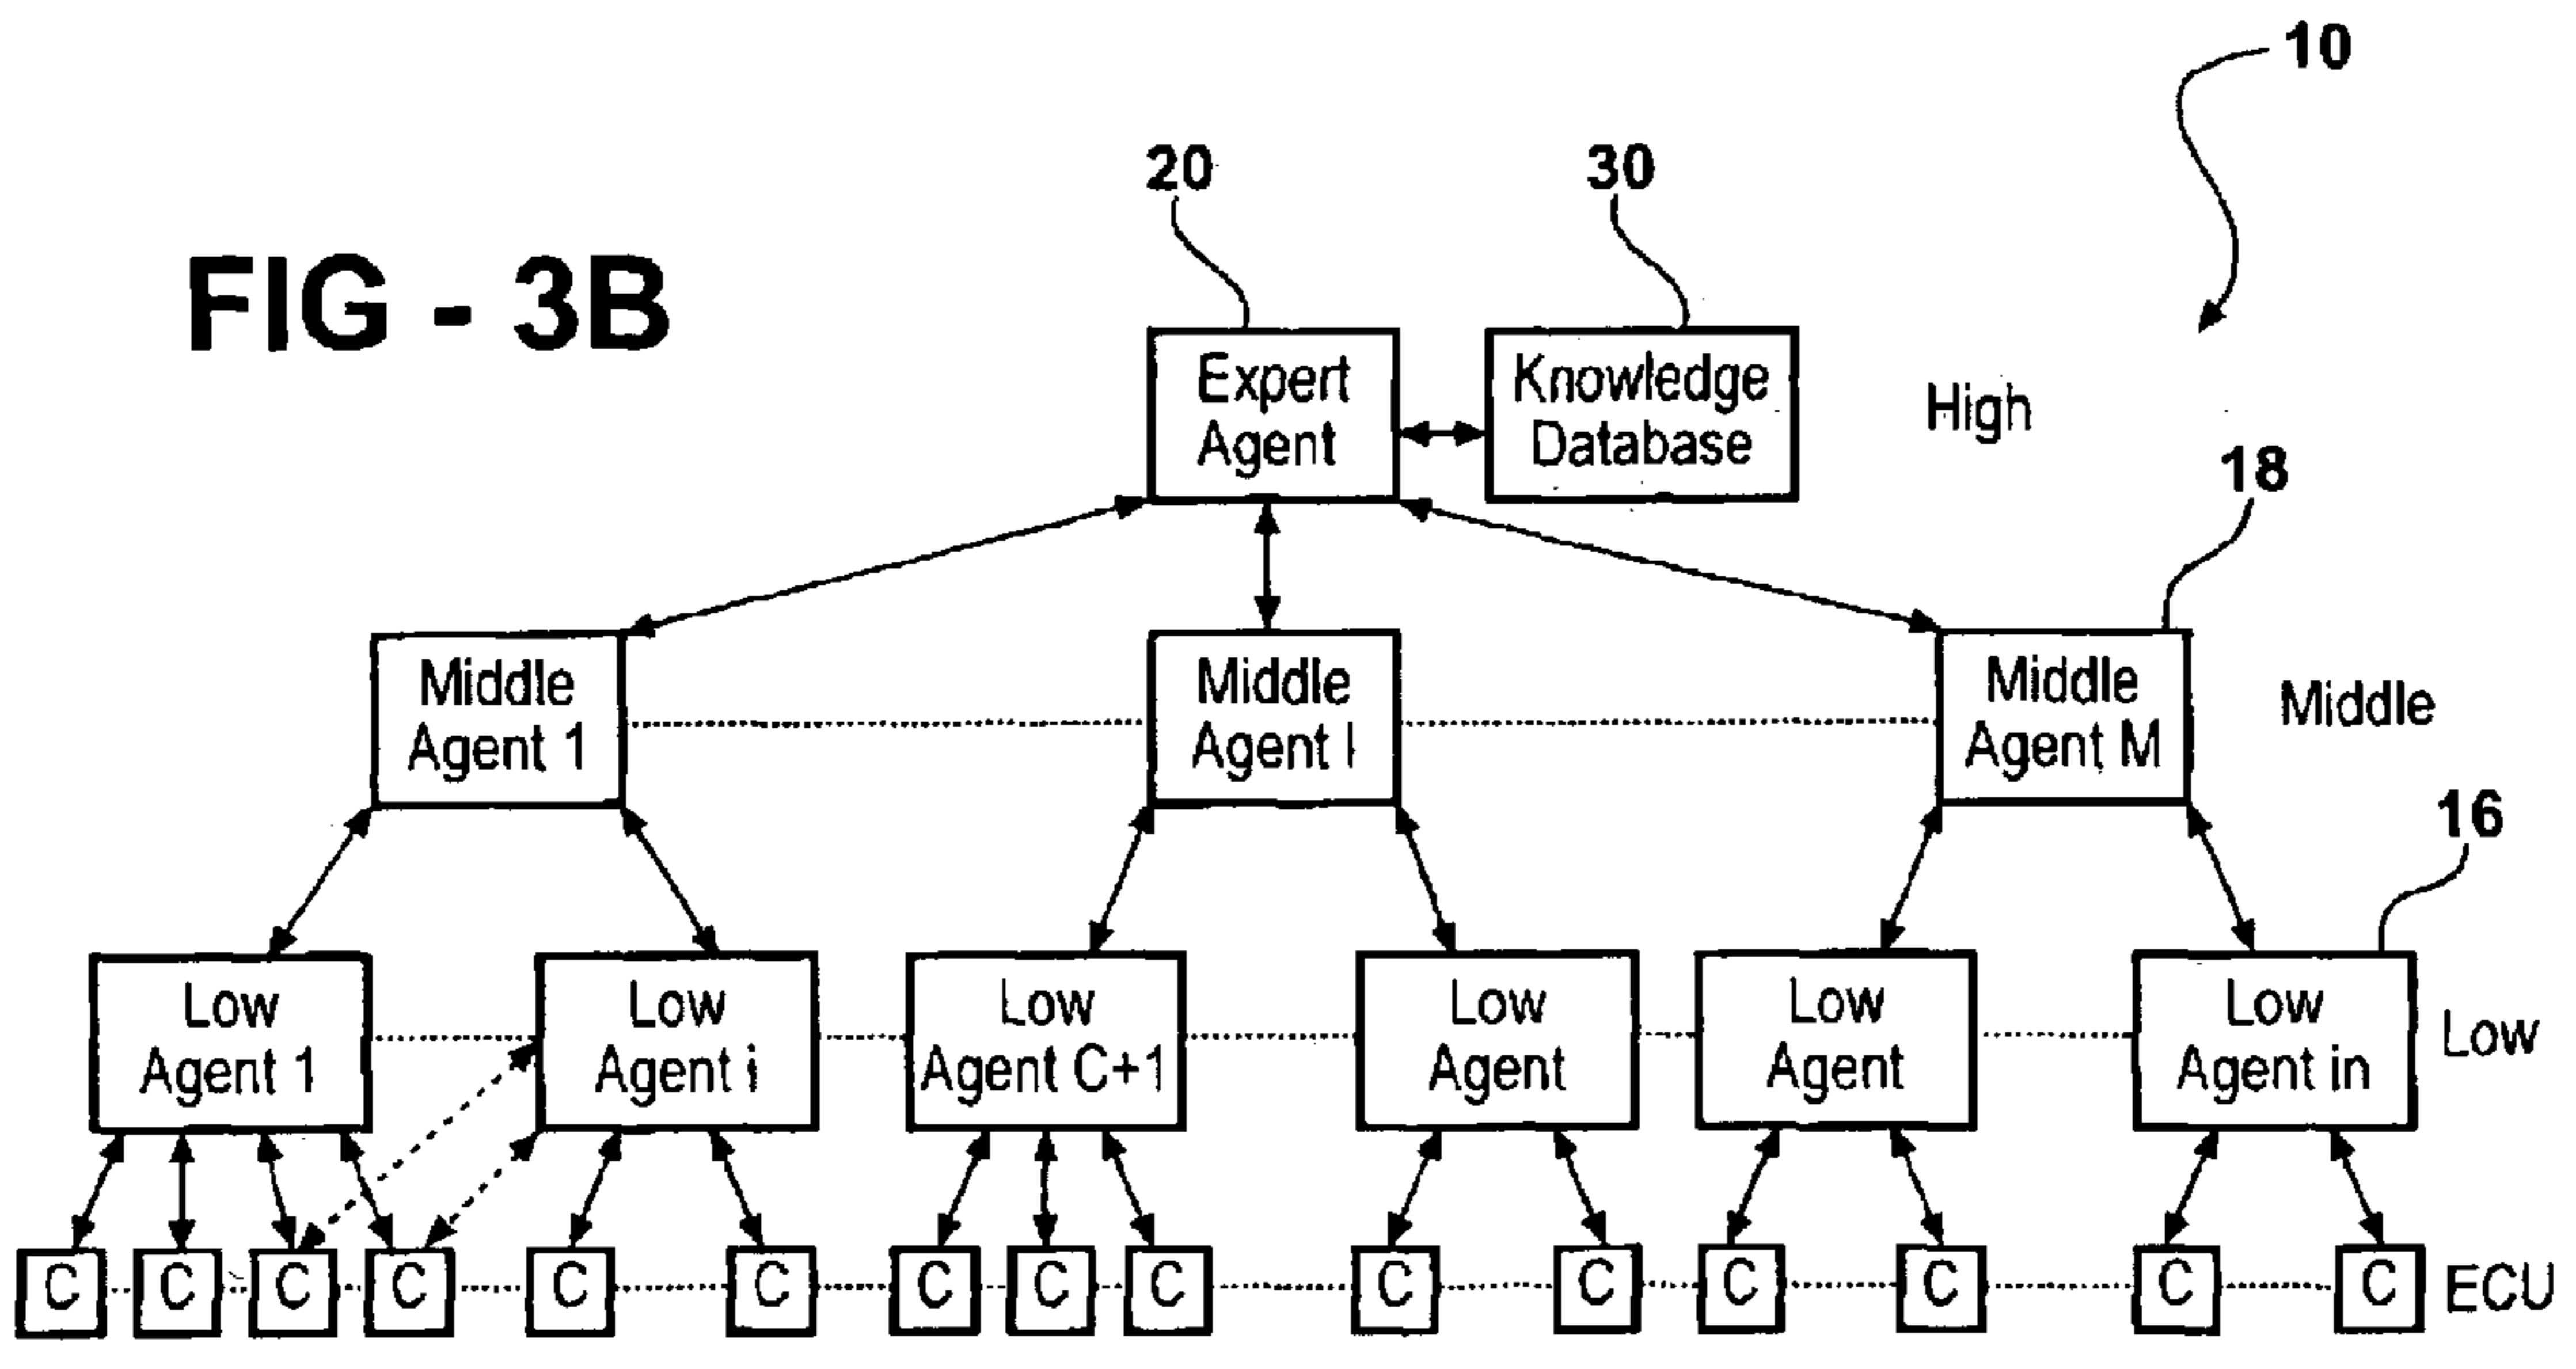 10
20
30
FIG - 3B
Expert
Agent
Knowledge
Database
High
18
Middle
Agent 1
Middle
Agent I
Middle
Agent M
Middle
16
Low
Agent 1
Low
Agent i
Low
Agent C+1
Low
Agent
Low
Agent
Low
Agent in
Low
C C C C C C C C C C C C C C C
ECU